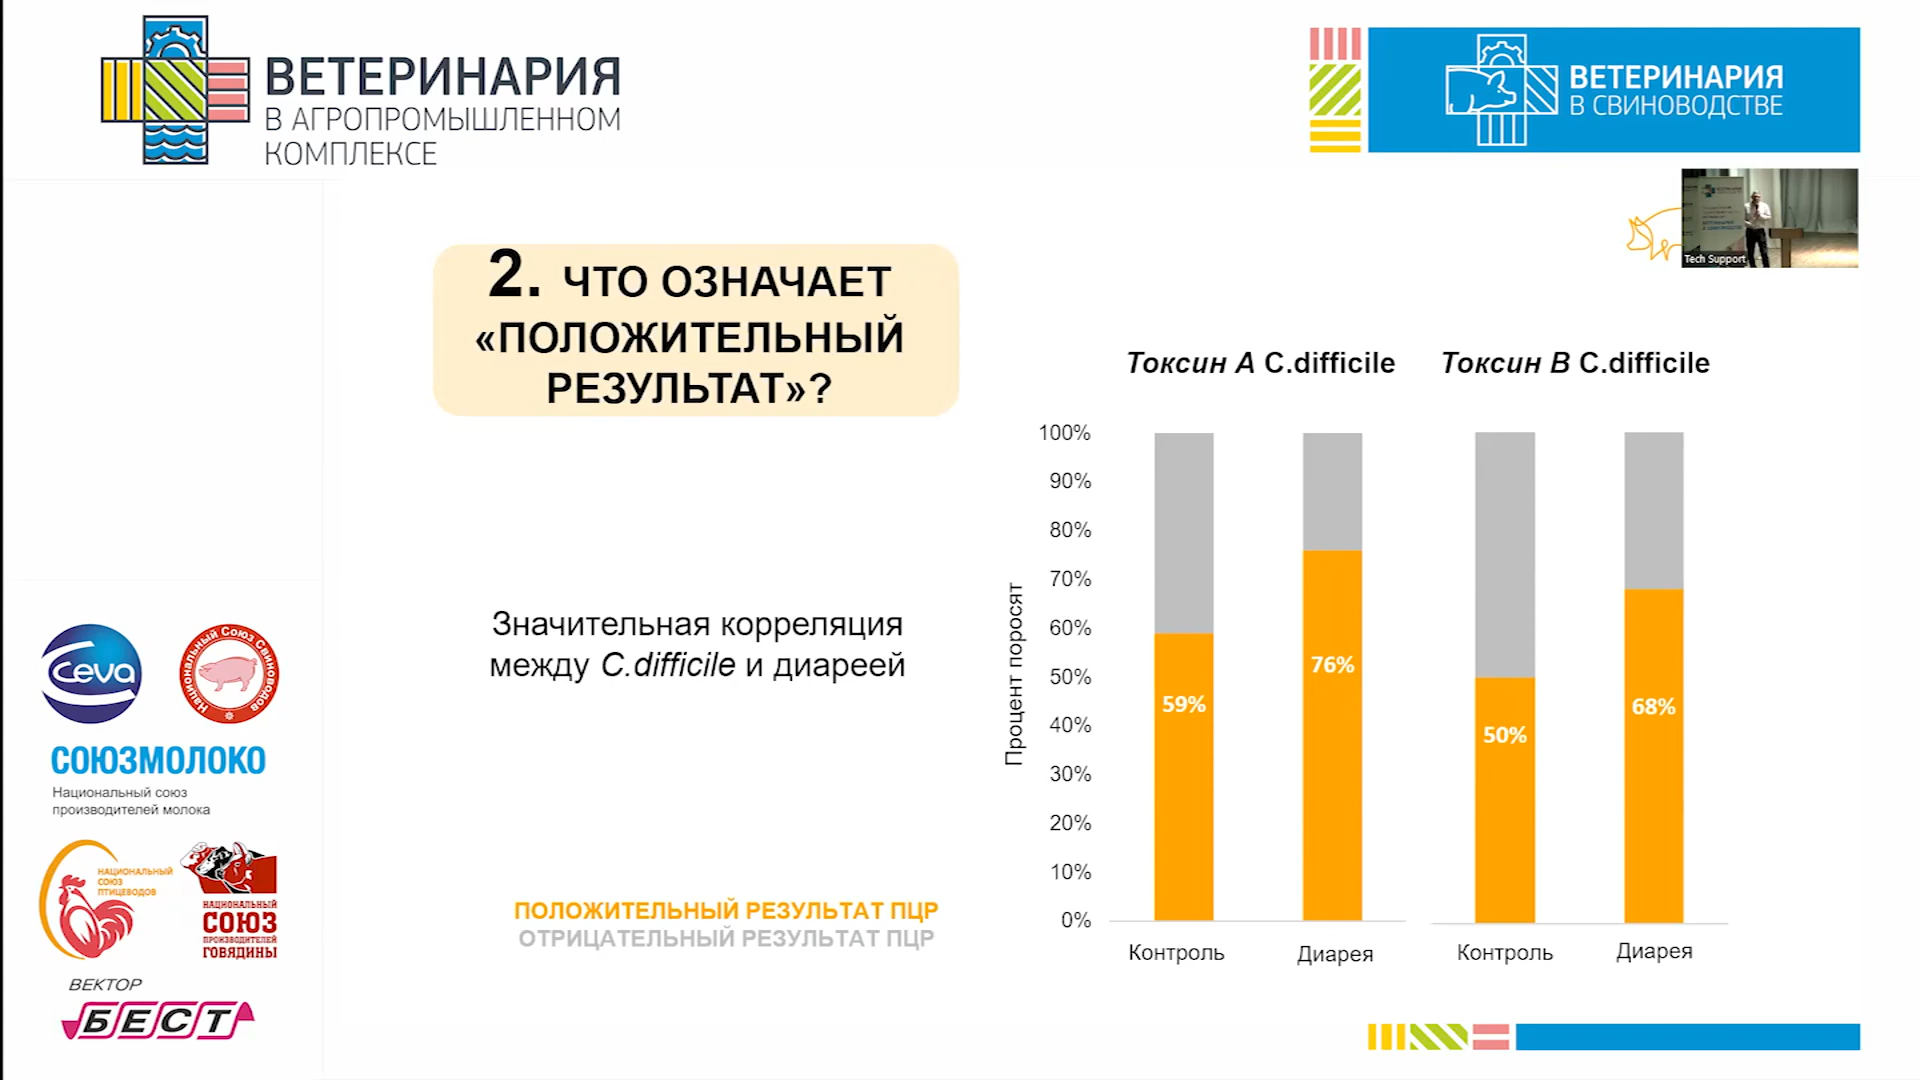 ВЕТЕРИНАРИЯ
В АГРОПРОМЫШЛЕННОМ
КОМПЛЕКСЕ
ВЕТЕРИНАРИЯ
В СВИНОВОДСТВЕ
Tech Support
2. ЧТО ОЗНАЧАЕТ
«ПОЛОЖИТЕЛЬНЫЙ
РЕЗУЛЬТАТ»?
Значительная корреляция
между C.difficile и диареей
ПОЛОЖИТЕЛЬНЫЙ РЕЗУЛЬТАТ ПЦР
ОТРИЦАТЕЛЬНЫЙ РЕЗУЛЬТАТ ПЦР
Токсин А C.difficile
Токсин В C.difficile
Процент поросят
100%
90%
80%
70%
60%
50%
40%
30%
20%
10%
0%
59%
76%
50%
68%
Контроль
Диарея
Контроль
Диарея
Ceva
Национальный Союз Свиноводов
СОЮЗМОЛОКО
Национальный союз
производителей молока
НАЦИОНАЛЬНЫЙ
СОЮЗ
ПТИЦЕВОДОВ
НАЦИОНАЛЬНЫЙ
СОЮЗ
ПРОИЗВОДИТЕЛЕЙ
ГОВЯДИНЫ
ВЕКТОР
БЕСТ